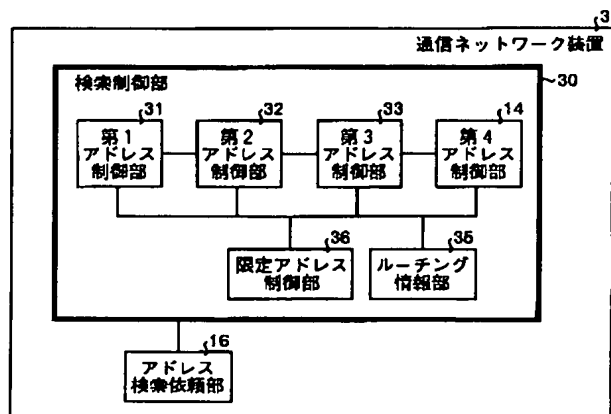 3
通信ネットワーク装置
検索制御部
30
31
32
33
14
第1
アドレス
制御部
第2
アドレス
制御部
第3
アドレス
制御部
第4
アドレス
制御部
36
35
限定アドレス
制御部
ルーチング
情報部
16
アドレス
検索依頼部